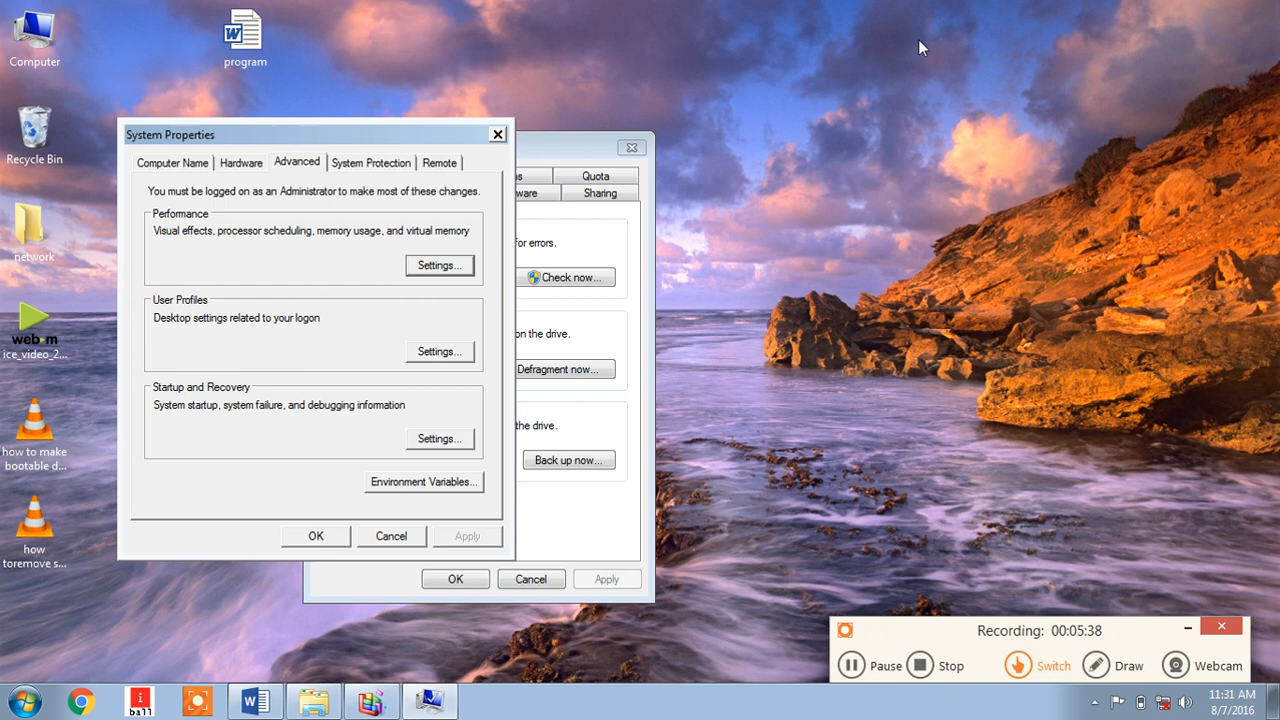 Computer
program
Recycle Bin
network
web m
ice_video_2...
how to make
bootable d...
how
toremove s...
System Properties
Computer Name
Hardware
Advanced
System Protection
Remote
You must be logged on as an Administrator to make most of these changes.
Performance
Visual effects, processor scheduling, memory usage, and virtual memory
Settings...
User Profiles
Desktop settings related to your logon
Settings...
Startup and Recovery
System startup, system failure, and debugging information
Settings...
Environment Variables...
OK
Cancel
Apply
Quota
Sharing
for errors.
Check now...
on the drive.
Defragment now...
the drive.
Back up now...
OK
Cancel
Apply
Recording: 00:05:38
Pause
Stop
Switch
Draw
Webcam
i
ball
11:31 AM
8/7/2016